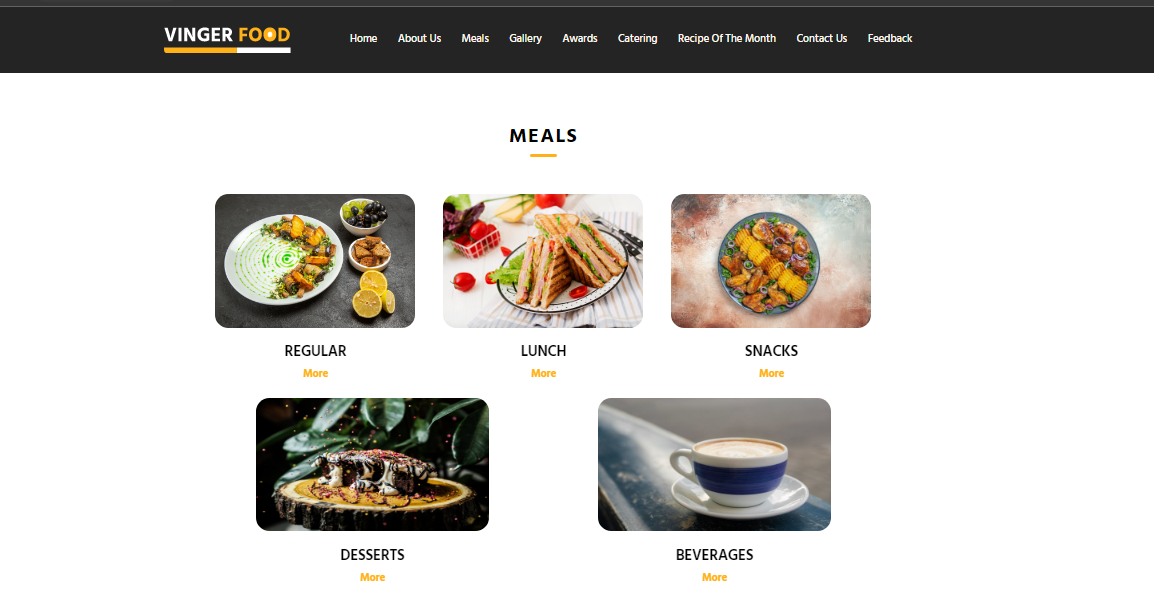 VINGER FOOD
Home About Us Meals Gallery Awards Catering Recipe Of The Month Contact Us Feedback
MEALS
REGULAR LUNCH SNACKS
More More More
DESSERTS BEVERAGES
More More